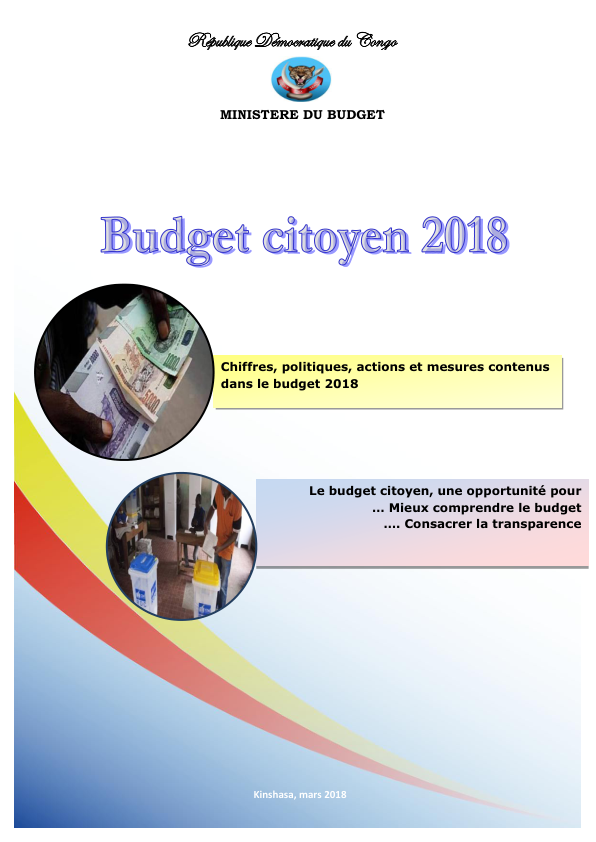 République Démocratique du Congo
MINISTERE DU BUDGET
Budget citoyen 2018
Chiffres, politiques, actions et mesures contenus
dans le budget 2018
Le budget citoyen, une opportunité pour
... Mieux comprendre le budget
.... Consacrer la transparence
Kinshasa, mars 2018